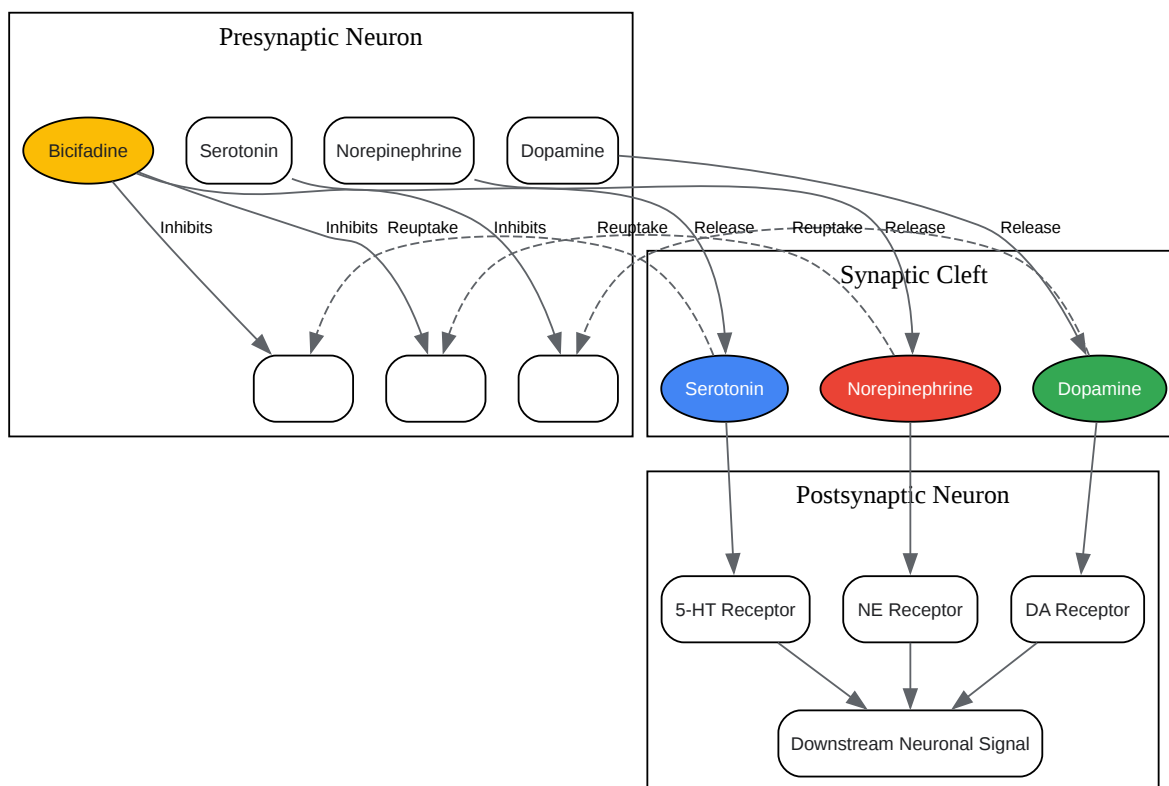 Presynaptic Neuron
Bicifadine
Serotonin
Norepinephrine
Dopamine
Inhibits
Inhibits
Reuptake
Inhibits
Reuptake
Release
Reuptake
Release
Release
Synaptic Cleft
Serotonin
Norepinephrine
Dopamine
Postsynaptic Neuron
5-HT Receptor
NE Receptor
DA Receptor
Downstream Neuronal Signal